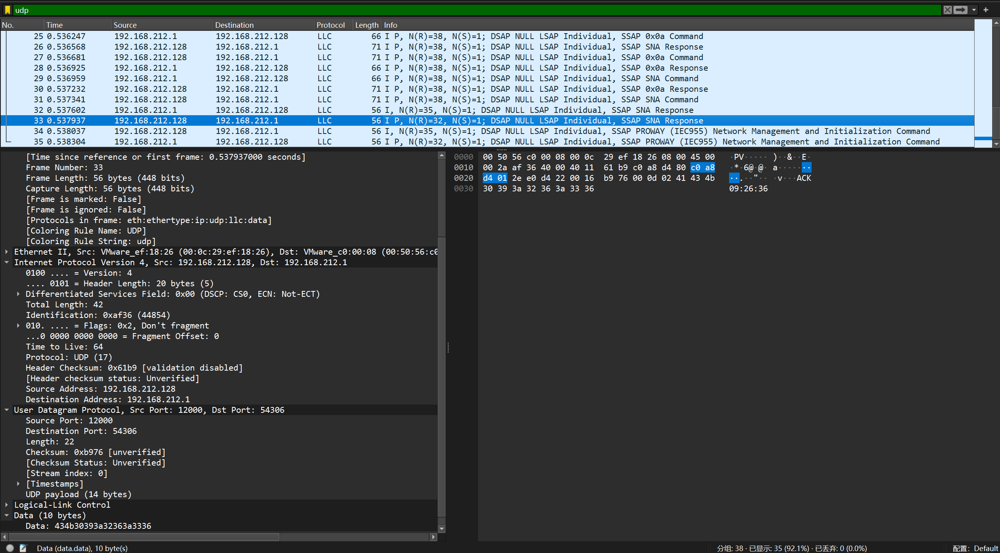 udp
No. Time Source Destination Protocol Length Info
25 0.536247 192.168.212.1 192.168.212.128 LLC 66 I P, N(R)=38, N(S)=1; DSAP NULL LSAP Individual, SSAP 0x0a Command
26 0.536568 192.168.212.128 192.168.212.1 LLC 71 I P, N(R)=38, N(S)=1; DSAP NULL LSAP Individual, SSAP SNA Response
27 0.536681 192.168.212.128 192.168.212.1 LLC 71 I P, N(R)=38, N(S)=1; DSAP NULL LSAP Individual, SSAP 0x0a Command
28 0.536925 192.168.212.1 192.168.212.128 LLC 66 I P, N(R)=38, N(S)=1; DSAP NULL LSAP Individual, SSAP 0x0a Response
29 0.536959 192.168.212.1 192.168.212.128 LLC 66 I P, N(R)=38, N(S)=1; DSAP NULL LSAP Individual, SSAP SNA Command
30 0.537232 192.168.212.128 192.168.212.1 LLC 71 I P, N(R)=38, N(S)=1; DSAP NULL LSAP Individual, SSAP 0x0a Response
31 0.537341 192.168.212.128 192.168.212.1 LLC 71 I P, N(R)=38, N(S)=1; DSAP NULL LSAP Individual, SSAP SNA Command
32 0.537602 192.168.212.1 192.168.212.128 LLC 56 I, N(R)=35, N(S)=1; DSAP NULL LSAP Individual, SSAP SNA Response
33 0.537937 192.168.212.128 192.168.212.1 LLC 56 I P, N(R)=32, N(S)=1; DSAP NULL LSAP Individual, SSAP SNA Response
34 0.538037 192.168.212.128 192.168.212.1 LLC 56 I, N(R)=35, N(S)=1; DSAP NULL LSAP Individual, SSAP PROWAY (IEC955) Network Management and Initialization Command
35 0.538304 192.168.212.1 192.168.212.128 LLC 56 I P, N(R)=32, N(S)=1; DSAP NULL LSAP Individual, SSAP PROWAY (IEC955) Network Management and Initialization Command
[Time since reference or first frame: 0.537937000 seconds]
Frame Number: 33
Frame Length: 56 bytes (448 bits)
Capture Length: 56 bytes (448 bits)
[Frame is marked: False]
[Frame is ignored: False]
[Protocols in frame: eth:ethertype:ip:udp:llc:data]
[Coloring Rule Name: UDP]
[Coloring Rule String: udp]
Ethernet II, Src: VMware_ef:18:26 (00:0c:29:ef:18:26), Dst: VMware_c0:00:08 (00:50:56:c0
Internet Protocol Version 4, Src: 192.168.212.128, Dst: 192.168.212.1
0100 .... = Version: 4
.... 0101 = Header Length: 20 bytes (5)
Differentiated Services Field: 0x00 (DSCP: CS0, ECN: Not-ECT)
Total Length: 42
Identification: 0xaf36 (44854)
010. .... = Flags: 0x2, Don't fragment
...0 0000 0000 0000 = Fragment Offset: 0
Time to Live: 64
Protocol: UDP (17)
Header Checksum: 0x61b9 [validation disabled]
[Header checksum status: Unverified]
Source Address: 192.168.212.128
Destination Address: 192.168.212.1
User Datagram Protocol, Src Port: 12000, Dst Port: 54306
Source Port: 12000
Destination Port: 54306
Length: 22
Checksum: 0xb976 [unverified]
[Checksum Status: Unverified]
[Stream index: 0]
[Timestamps]
UDP payload (14 bytes)
Logical-Link Control
Data (10 bytes)
Data: 434b30393a32363a3336
0000 00 50 56 c0 00 08 00 0c 29 ef 18 26 08 00 45 00 ·PV····· )··&··E·
0010 00 2a af 36 40 00 40 11 61 b9 c0 a8 d4 80 c0 a8 ·*·6@·@· a·······
0020 d4 01 2e e0 d4 22 00 16 b9 76 00 0d 02 41 43 4b ··.··"·· ·v···ACK
0030 30 39 3a 32 36 3a 33 36 09:26:36
Data (data.data), 10 byte(s)
分组: 38 · 已显示: 35 (92.1%) · 已丢弃: 0 (0.0%)
配置: Default